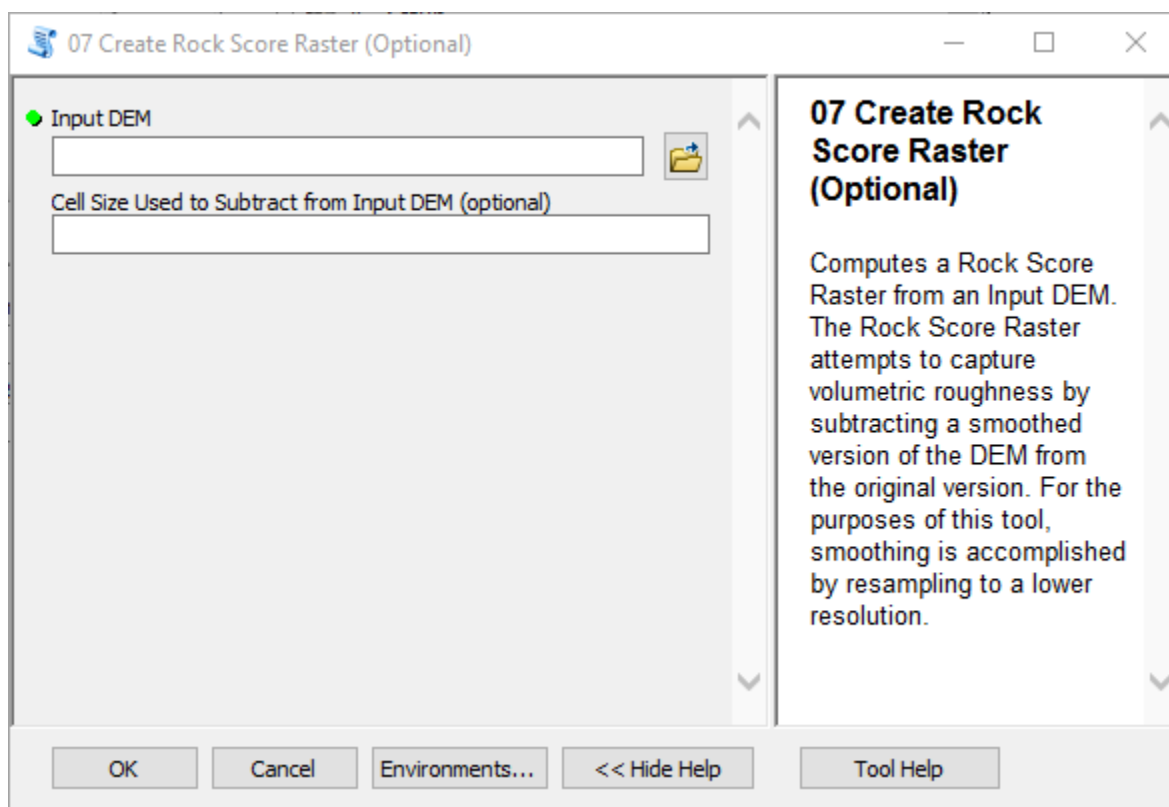 07 Create Rock Score Raster (Optional)
Input DEM
Cell Size Used to Subtract from Input DEM (optional)
07 Create Rock
Score Raster
(Optional)
Computes a Rock Score
Raster from an Input DEM.
The Rock Score Raster
attempts to capture
volumetric roughness by
subtracting a smoothed
version of the DEM from
the original version. For the
purposes of this tool,
smoothing is accomplished
by resampling to a lower
resolution.
OK
Cancel
Environments...
<< Hide Help
Tool Help